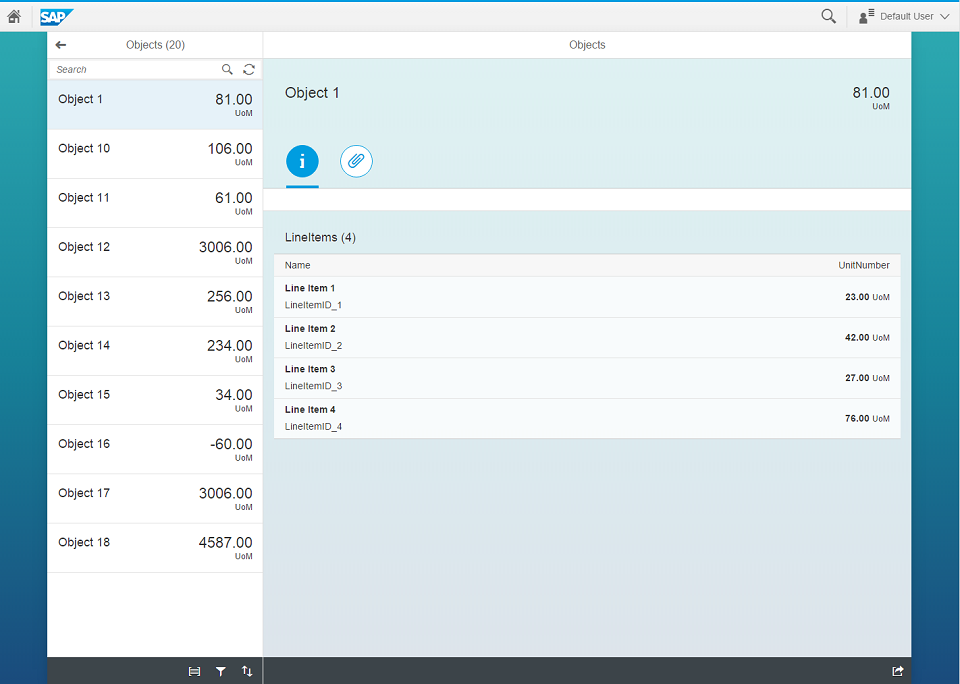 SAP
Default User
Objects (20)
Objects
Search
Object 1
81.00
UoM
Object 10
106.00
UoM
Object 11
61.00
UoM
Object 12
3006.00
UoM
Object 13
256.00
UoM
Object 14
234.00
UoM
Object 15
34.00
UoM
Object 16
-60.00
UoM
Object 17
3006.00
UoM
Object 18
4587.00
UoM
Object 1
81.00
UoM
i
LineItems (4)
Name UnitNumber
Line Item 1
LineItemID_1
23.00 UoM
Line Item 2
LineItemID_2
42.00 UoM
Line Item 3
LineItemID_3
27.00 UoM
Line Item 4
LineItemID_4
76.00 UoM